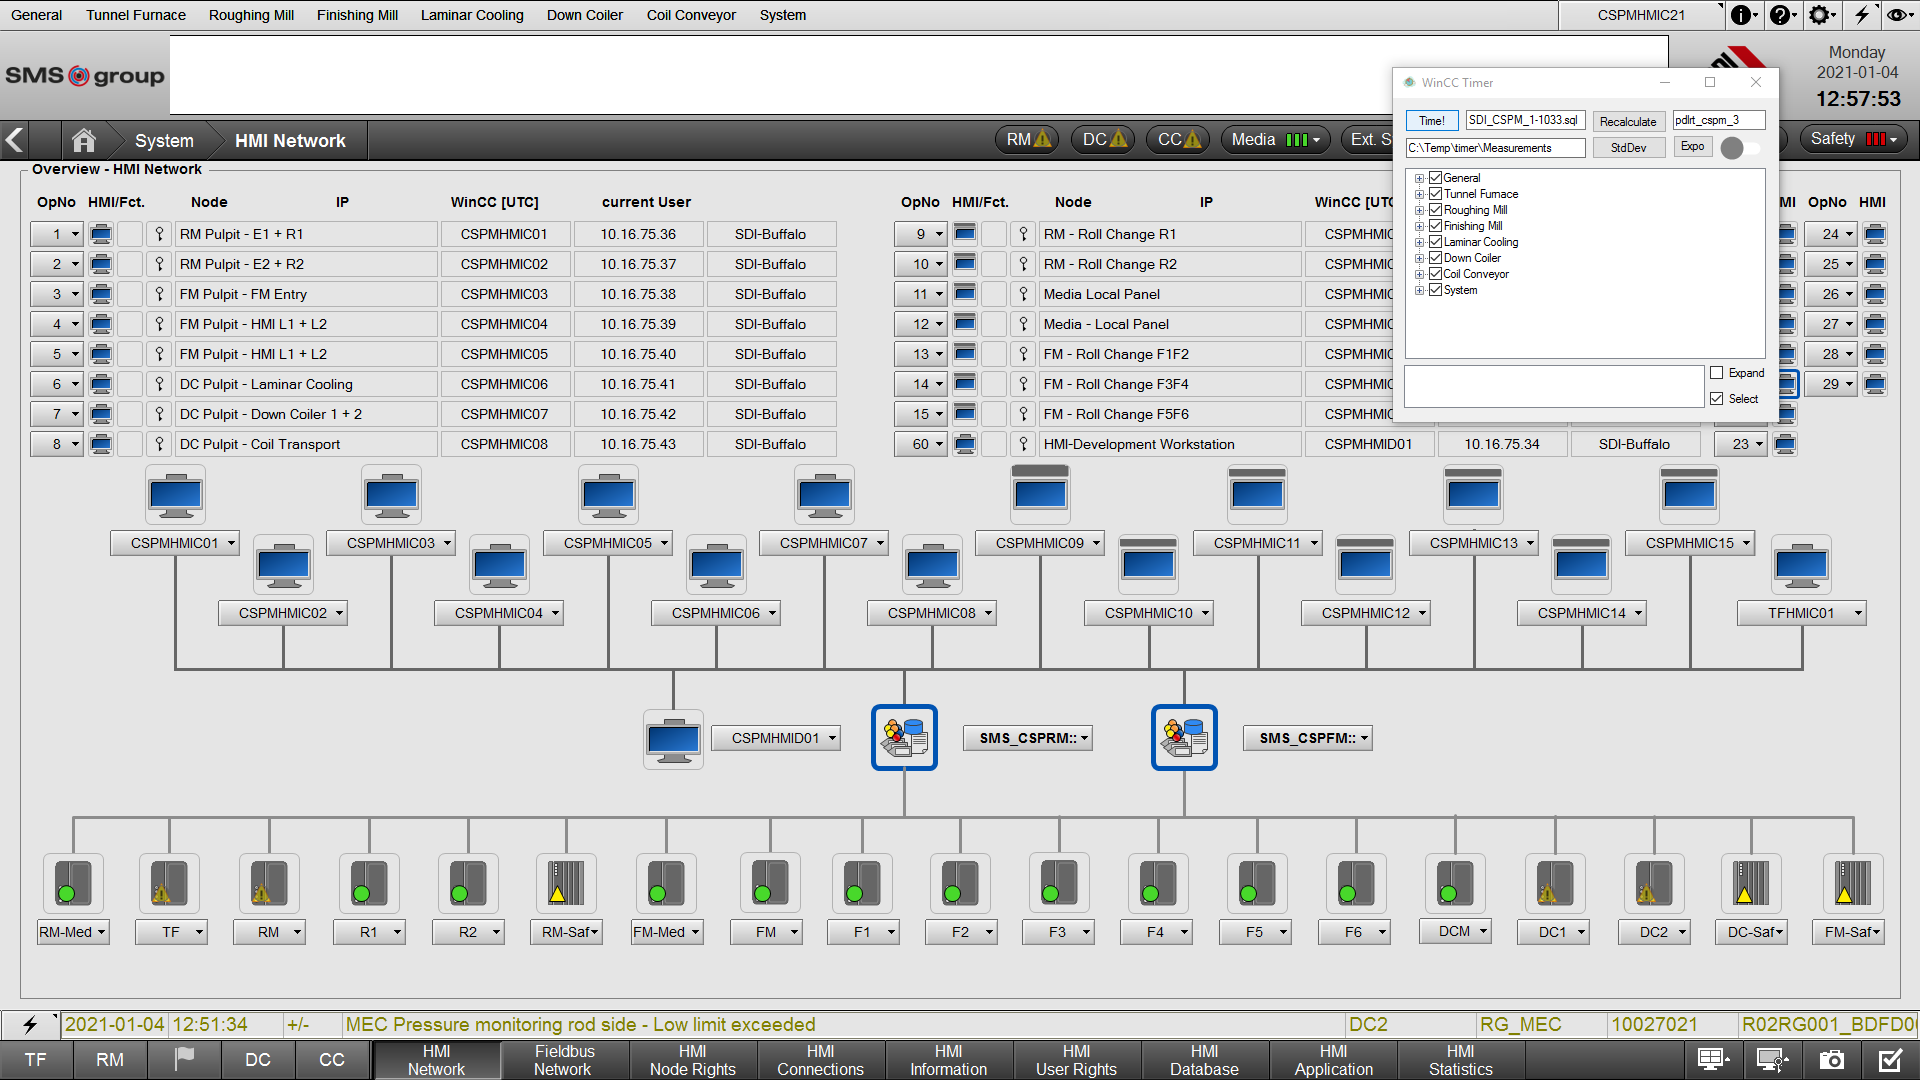 General Tunnel Furnace Roughing Mill Finishing Mill Laminar Cooling Down Coiler Coil Conveyor System CSPMHMIC21
SMS group
Monday
2021-01-04
12:57:53
System HMI Network RM DC CC Media Ext. S Safety
WinCC Timer
Time! SDI_CSPM_1-1033.sql Recalculate pdlrt_cspm_3
C:\Temp\timer\Measurements StdDev Expo
General
Tunnel Furnace
Roughing Mill
Finishing Mill
Laminar Cooling
Down Coiler
Coil Conveyor
System
Expand
Select
Overview - HMI Network
OpNo HMI/Fct. Node IP WinCC [UTC] current User OpNo HMI/Fct. Node IP WinCC [UTC MI OpNo HMI
1 RM Pulpit - E1 + R1 CSPMHMIC01 10.16.75.36 SDI-Buffalo 9 RM - Roll Change R1 CSPMHMIC 24
2 RM Pulpit - E2 + R2 CSPMHMIC02 10.16.75.37 SDI-Buffalo 10 RM - Roll Change R2 CSPMHMIC 25
3 FM Pulpit - FM Entry CSPMHMIC03 10.16.75.38 SDI-Buffalo 11 Media Local Panel CSPMHMIC 26
4 FM Pulpit - HMI L1 + L2 CSPMHMIC04 10.16.75.39 SDI-Buffalo 12 Media - Local Panel CSPMHMIC 27
5 FM Pulpit - HMI L1 + L2 CSPMHMIC05 10.16.75.40 SDI-Buffalo 13 FM - Roll Change F1F2 CSPMHMIC 28
6 DC Pulpit - Laminar Cooling CSPMHMIC06 10.16.75.41 SDI-Buffalo 14 FM - Roll Change F3F4 CSPMHMIC 29
7 DC Pulpit - Down Coiler 1 + 2 CSPMHMIC07 10.16.75.42 SDI-Buffalo 15 FM - Roll Change F5F6 CSPMHMIC
8 DC Pulpit - Coil Transport CSPMHMIC08 10.16.75.43 SDI-Buffalo 60 HMI-Development Workstation CSPMHMID01 10.16.75.34 SDI-Buffalo 23
CSPMHMIC01 CSPMHMIC03 CSPMHMIC05 CSPMHMIC07 CSPMHMIC09 CSPMHMIC11 CSPMHMIC13 CSPMHMIC15
CSPMHMIC02 CSPMHMIC04 CSPMHMIC06 CSPMHMIC08 CSPMHMIC10 CSPMHMIC12 CSPMHMIC14 TFHMIC01
CSPMHMID01 SMS_CSPRM:: SMS_CSPFM::
RM-Med TF RM R1 R2 RM-Saf FM-Med FM F1 F2 F3 F4 F5 F6 DCM DC1 DC2 DC-Saf FM-Saf
2021-01-04 12:51:34 +/- MEC Pressure monitoring rod side - Low limit exceeded DC2 RG_MEC 10027021 R02RG001_BDFD0
TF RM DC CC HMI Network Fieldbus Network HMI Node Rights HMI Connections HMI Information HMI User Rights HMI Database HMI Application HMI Statistics